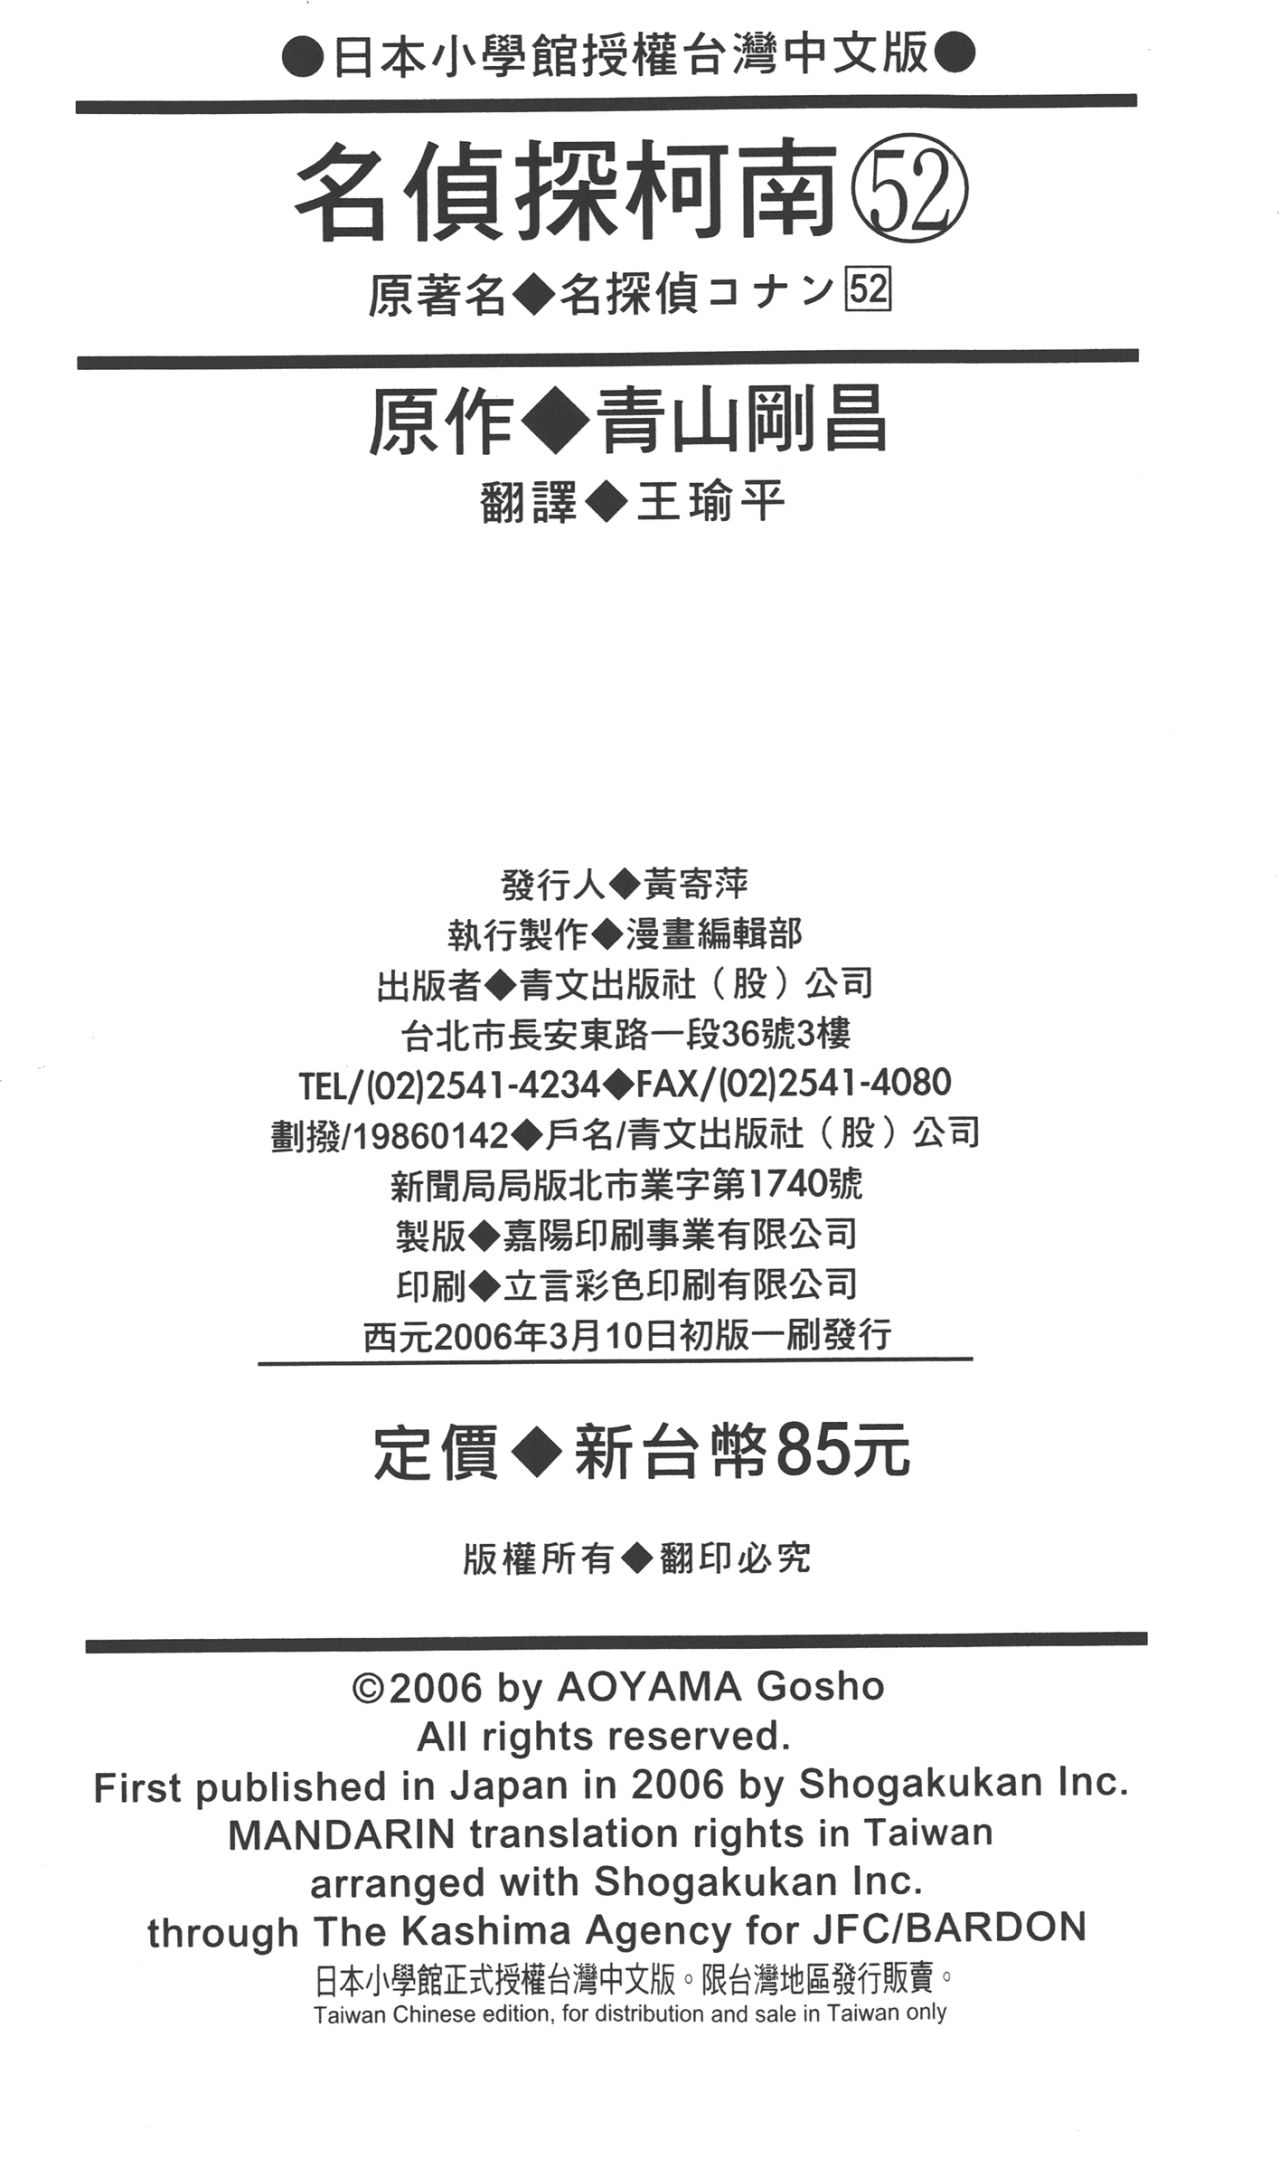 ●日本小學館授權台灣中文版●
名偵探柯南52
原著名◆名探偵コナン52
原作◆青山剛昌
翻譯◆王瑜平
發行人◆黃寄萍
執行製作◆漫畫編輯部
出版者◆青文出版社（股）公司
台北市長安東路一段36號3樓
TEL/(02)2541-4234◆FAX/(02)2541-4080
劃撥/19860142◆戶名/青文出版社（股）公司
新聞局局版北市業字第1740號
製版◆嘉陽印刷事業有限公司
印刷◆立言彩色印刷有限公司
西元2006年3月10日初版一刷發行
定價◆新台幣85元
版權所有◆翻印必究
©2006 by AOYAMA Gosho
All rights reserved.
First published in Japan in 2006 by Shogakukan Inc.
MANDARIN translation rights in Taiwan
arranged with Shogakukan Inc.
through The Kashima Agency for JFC/BARDON
日本小學館正式授權台灣中文版。限台灣地區發行販賣。
Taiwan Chinese edition, for distribution and sale in Taiwan only